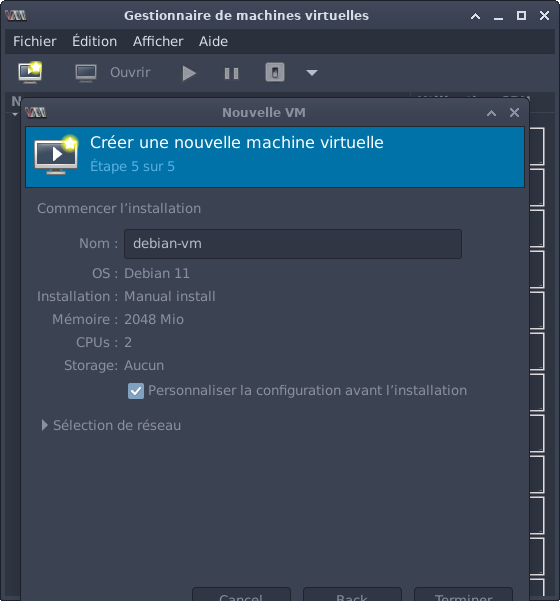 Gestionnaire de machines virtuelles
Fichier Édition Afficher Aide
Ouvrir
Nouvelle VM
Créer une nouvelle machine virtuelle
Étape 5 sur 5
Commencer l’installation
Nom : debian-vm
OS : Debian 11
Installation : Manual install
Mémoire : 2048 Mio
CPUs : 2
Storage: Aucun
Personnaliser la configuration avant l’installation
Sélection de réseau
Cancel Back Terminer